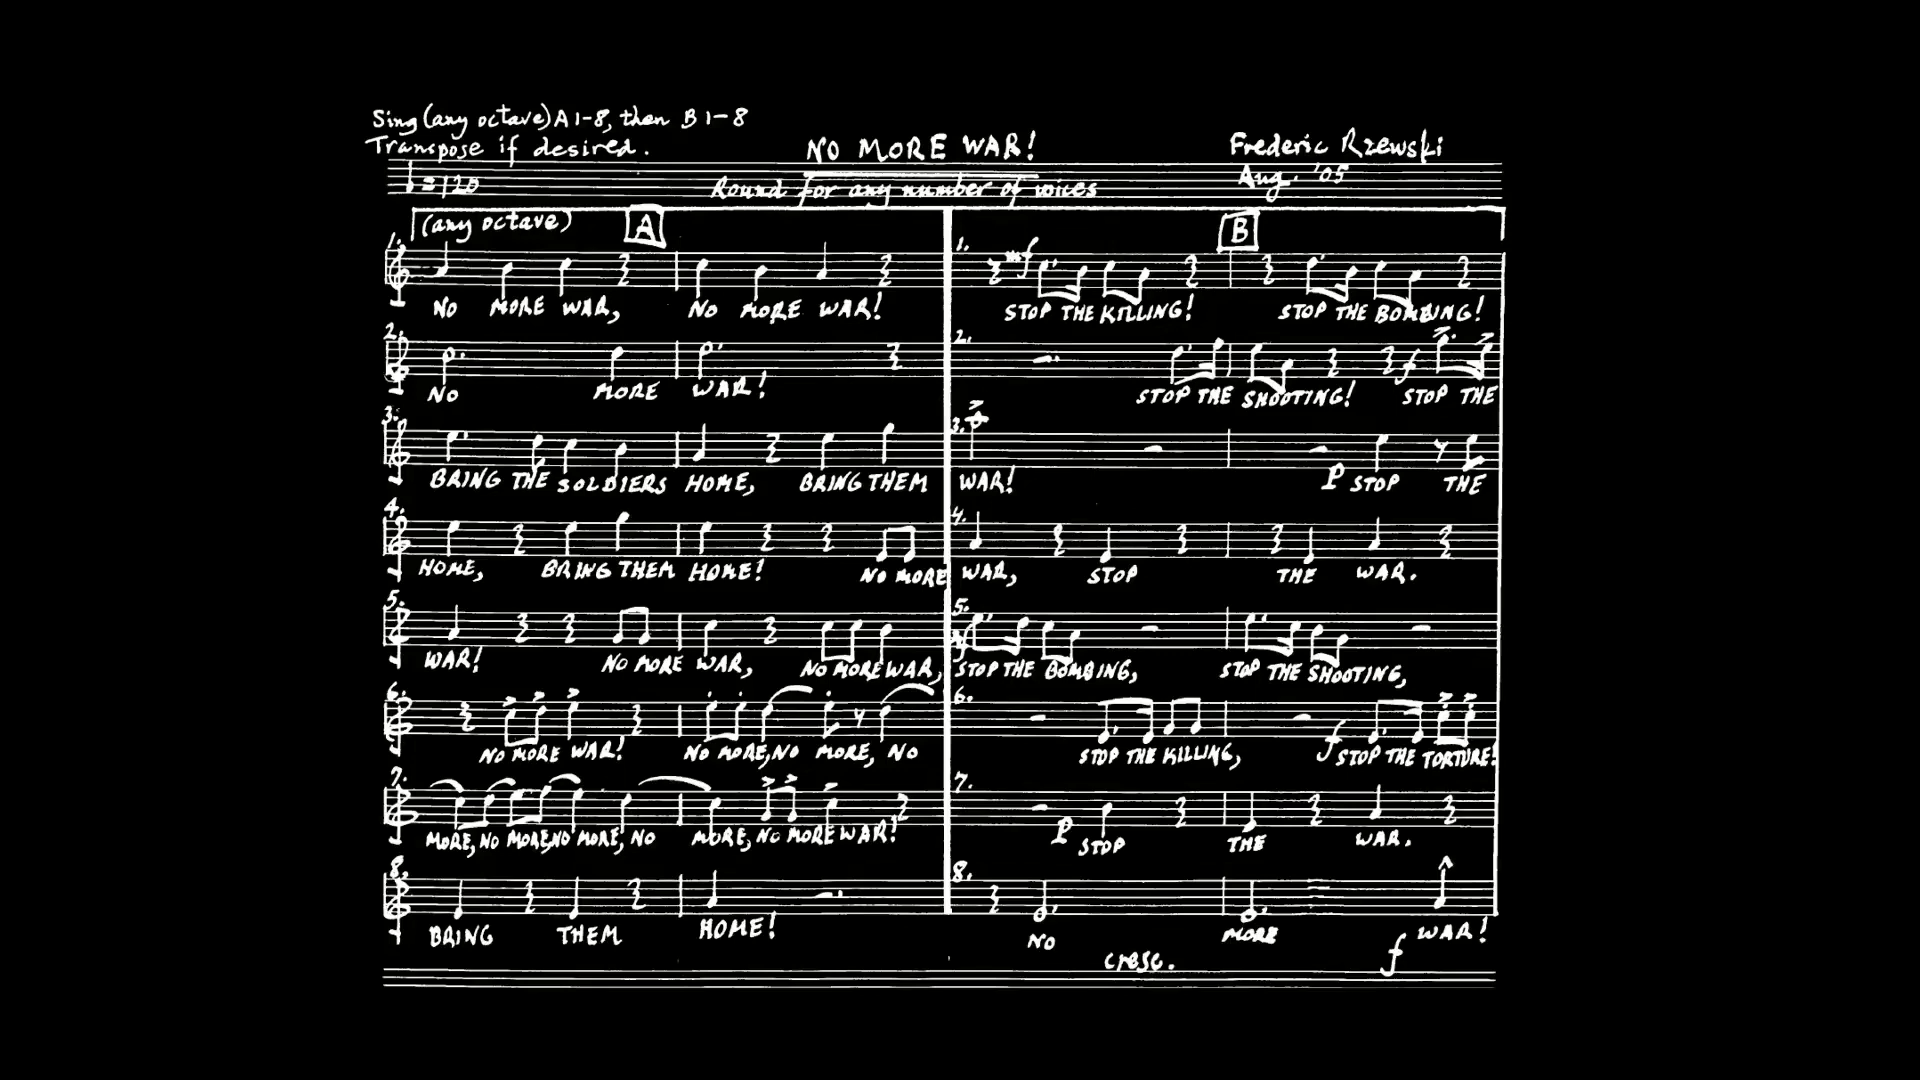 Sing (any octave) A1-8, then B 1-8
Transpose if desired.
NO MORE WAR!
Frederic Rzewski
♩=120
Round for any number of voices
Aug. '05
(any octave)
A
1. NO MORE WAR, NO MORE WAR!
2. NO MORE WAR!
3. BRING THE SOLDIERS HOME, BRING THEM
4. HOME, BRING THEM HOME! NO MORE
5. WAR! NO MORE WAR, NO MORE WAR,
6. NO MORE WAR! NO MORE, NO MORE, NO
7. MORE, NO MORE, NO MORE, NO MORE, NO MORE WAR!
8. BRING THEM HOME!
B
1. mf STOP THE KILLING! STOP THE BOMBING!
2. STOP THE SHOOTING! f STOP THE
3. WAR! P STOP THE
4. WAR, STOP THE WAR.
5. STOP THE BOMBING, STOP THE SHOOTING,
6. STOP THE KILLING, f STOP THE TORTURE!
7. P STOP THE WAR.
8. NO MORE WAR!
cresc. f